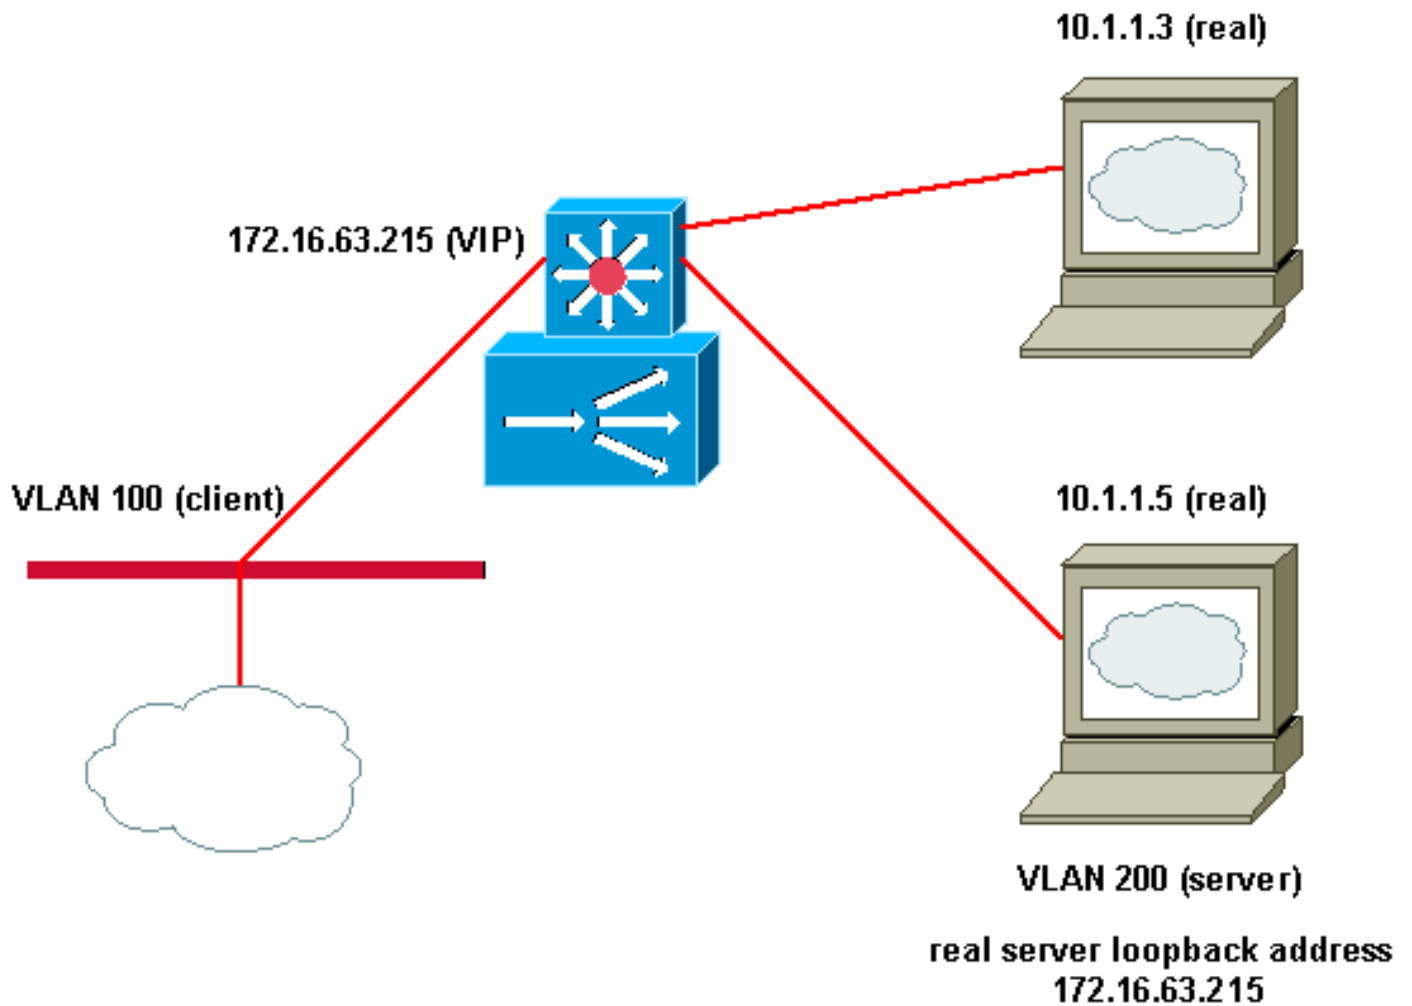 10.1.1.3 (real)
172.16.63.215 (VIP)
VLAN 100 (client)
10.1.1.5 (real)
VLAN 200 (server)
real server loopback address
172.16.63.215